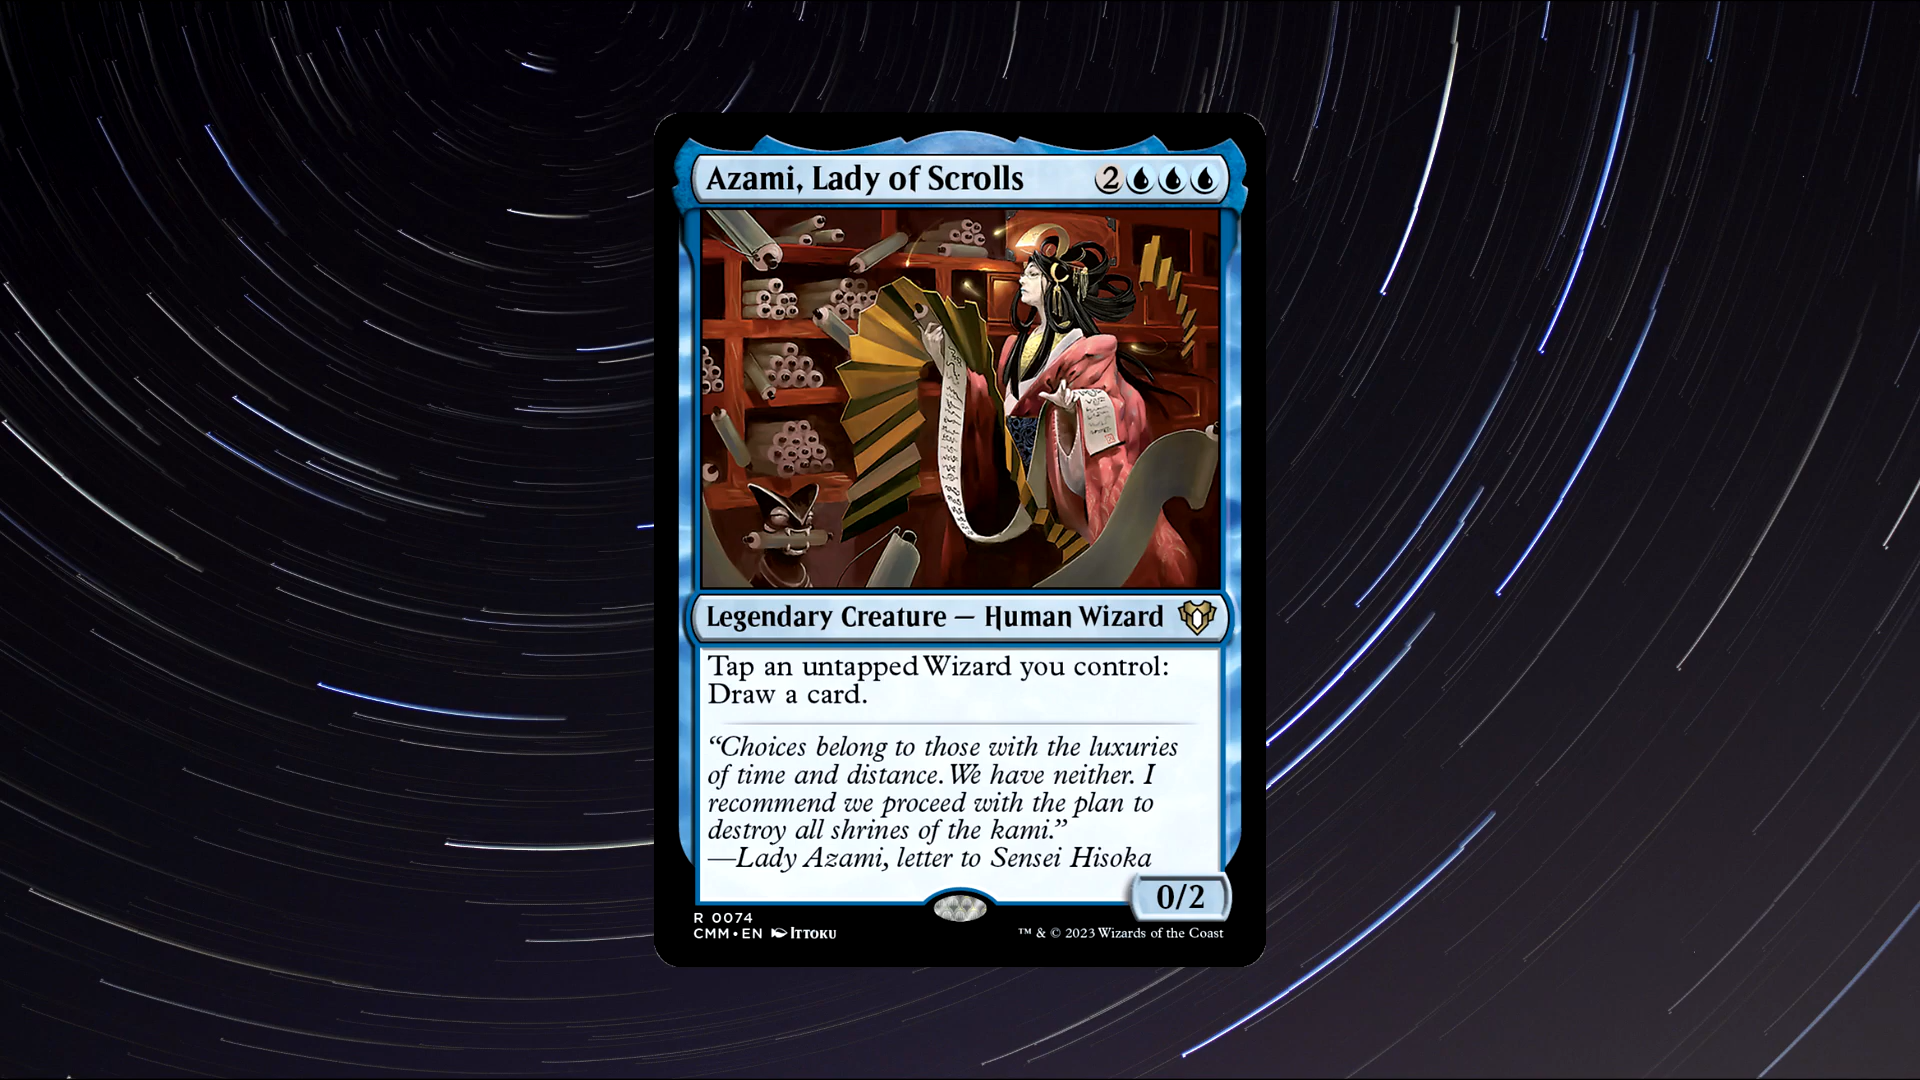 Azami, Lady of Scrolls 2
Legendary Creature — Human Wizard
Tap an untapped Wizard you control:
Draw a card.
“Choices belong to those with the luxuries
of time and distance. We have neither. I
recommend we proceed with the plan to
destroy all shrines of the kami.”
—Lady Azami, letter to Sensei Hisoka
0/2
R 0074
CMM•EN Ittoku
™ & © 2023 Wizards of the Coast